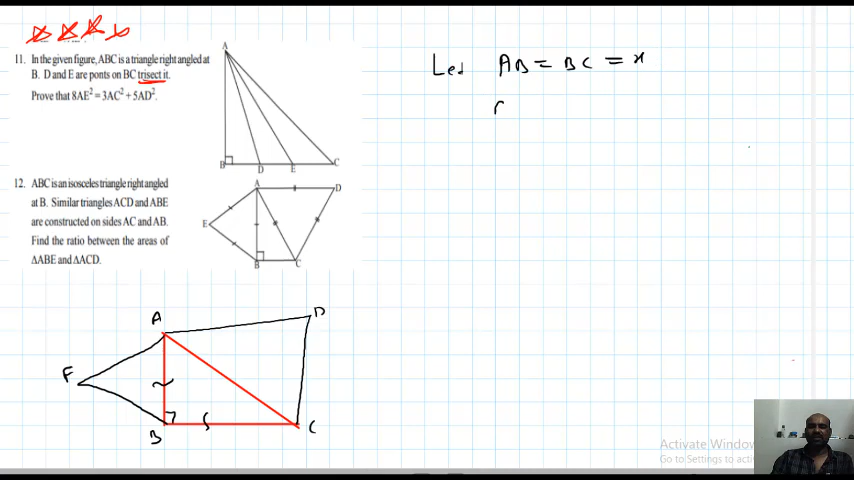 11. In the given figure, ABC is a triangle right angled at
B. D and E are ponts on BC trisect it.
Prove that 8AE² = 3AC² + 5AD².
A
B
D
E
C
12. ABC is an isosceles triangle right angled
at B. Similar triangles ACD and ABE
are constructed on sides AC and AB.
Find the ratio between the areas of
ΔABE and ΔACD.
A
D
E
B
C
Let AB = BC = x
A
D
B
C
Activate Window
Go to Settings to activ